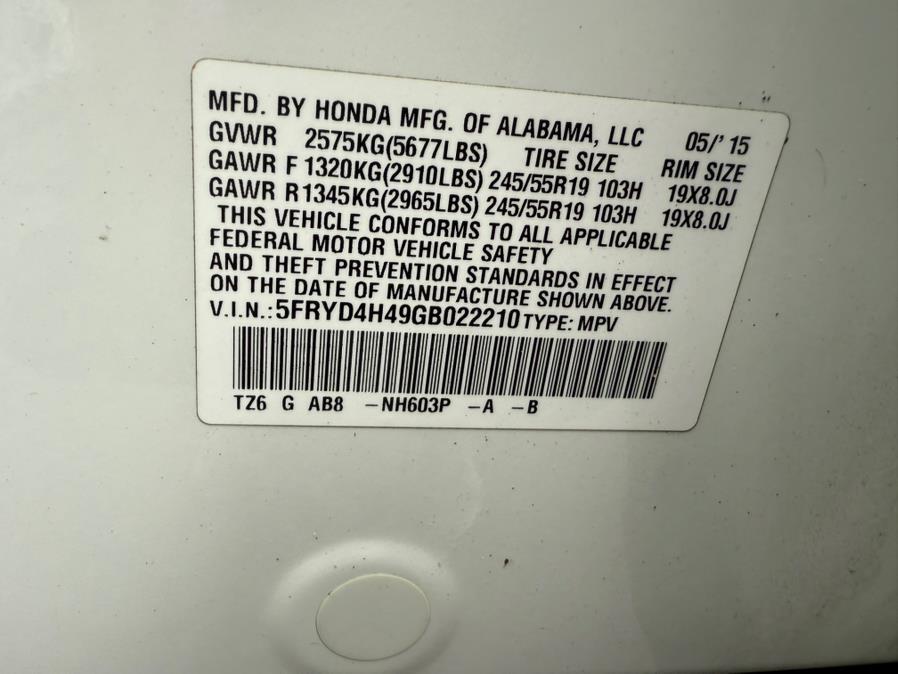 MFD. BY HONDA MFG. OF ALABAMA, LLC 05/'15
GVWR 2575KG(5677LBS) TIRE SIZE RIM SIZE
GAWR F 1320KG(2910LBS) 245/55R19 103H 19X8.0J
GAWR R 1345KG(2965LBS) 245/55R19 103H 19X8.0J
THIS VEHICLE CONFORMS TO ALL APPLICABLE
FEDERAL MOTOR VEHICLE SAFETY
AND THEFT PREVENTION STANDARDS IN EFFECT
ON THE DATE OF MANUFACTURE SHOWN ABOVE.
V.I.N.: 5FRYD4H49GB022210 TYPE: MPV
TZ6 G AB8 -NH603P -A -B